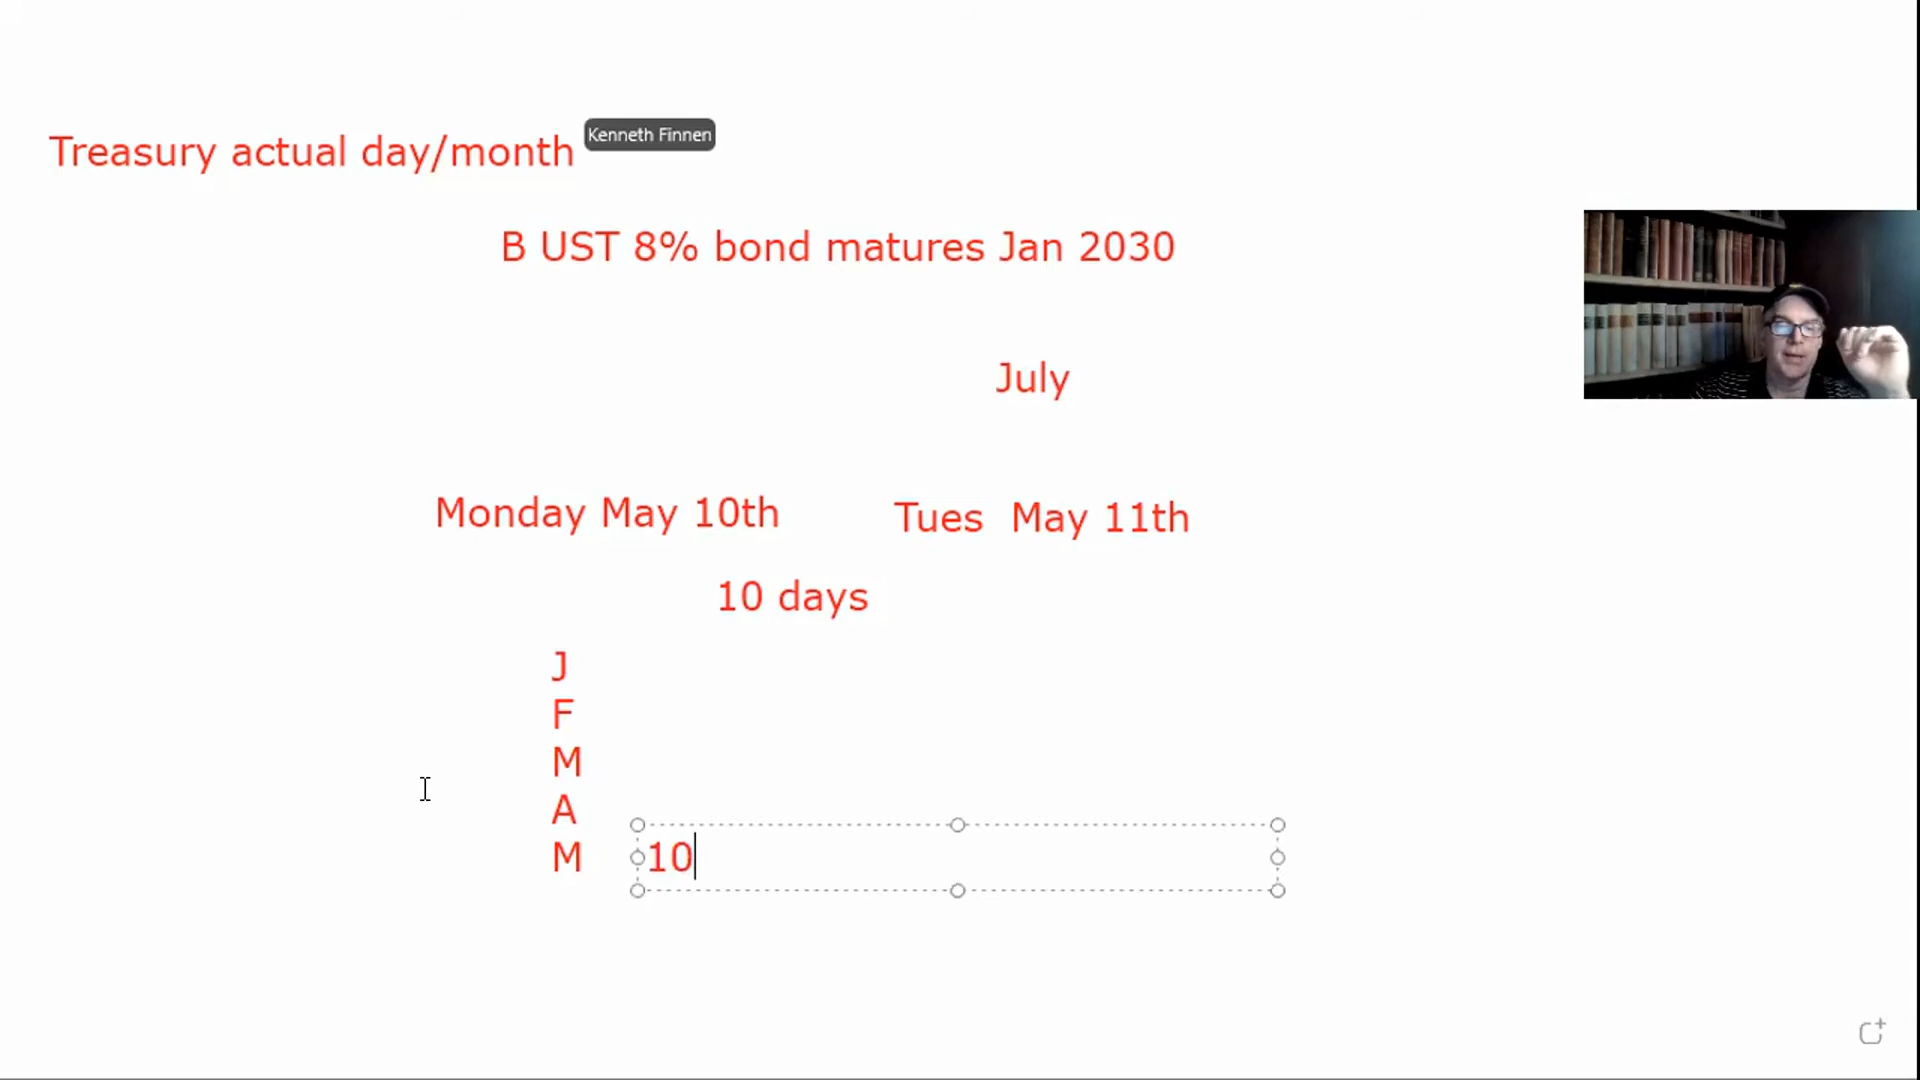 Treasury actual day/month
Kenneth Finnen
B UST 8% bond matures Jan 2030
July
Monday May 10th
Tues May 11th
10 days
J
F
M
A
M 10